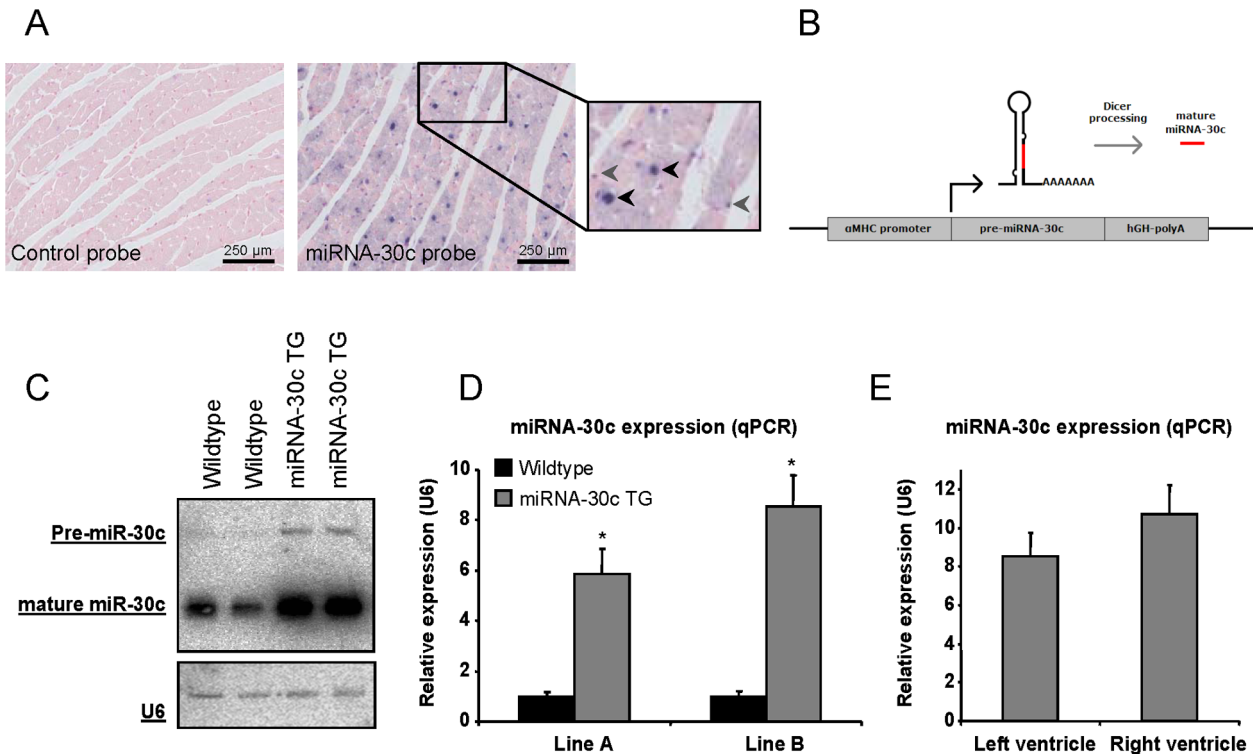 A
Control probe
250 µm
miRNA-30c probe
250 µm
B
Dicer
processing
mature
miRNA-30c
AAAAAAA
αMHC promoter
pre-miRNA-30c
hGH-polyA
C
Wildtype
Wildtype
miRNA-30c TG
miRNA-30c TG
Pre-miR-30c
mature miR-30c
U6
D
miRNA-30c expression (qPCR)
Relative expression (U6)
10
8
6
4
2
0
Wildtype
miRNA-30c TG
*
*
Line A
Line B
E
miRNA-30c expression (qPCR)
Relative expression (U6)
12
10
8
6
4
2
0
Left ventricle
Right ventricle